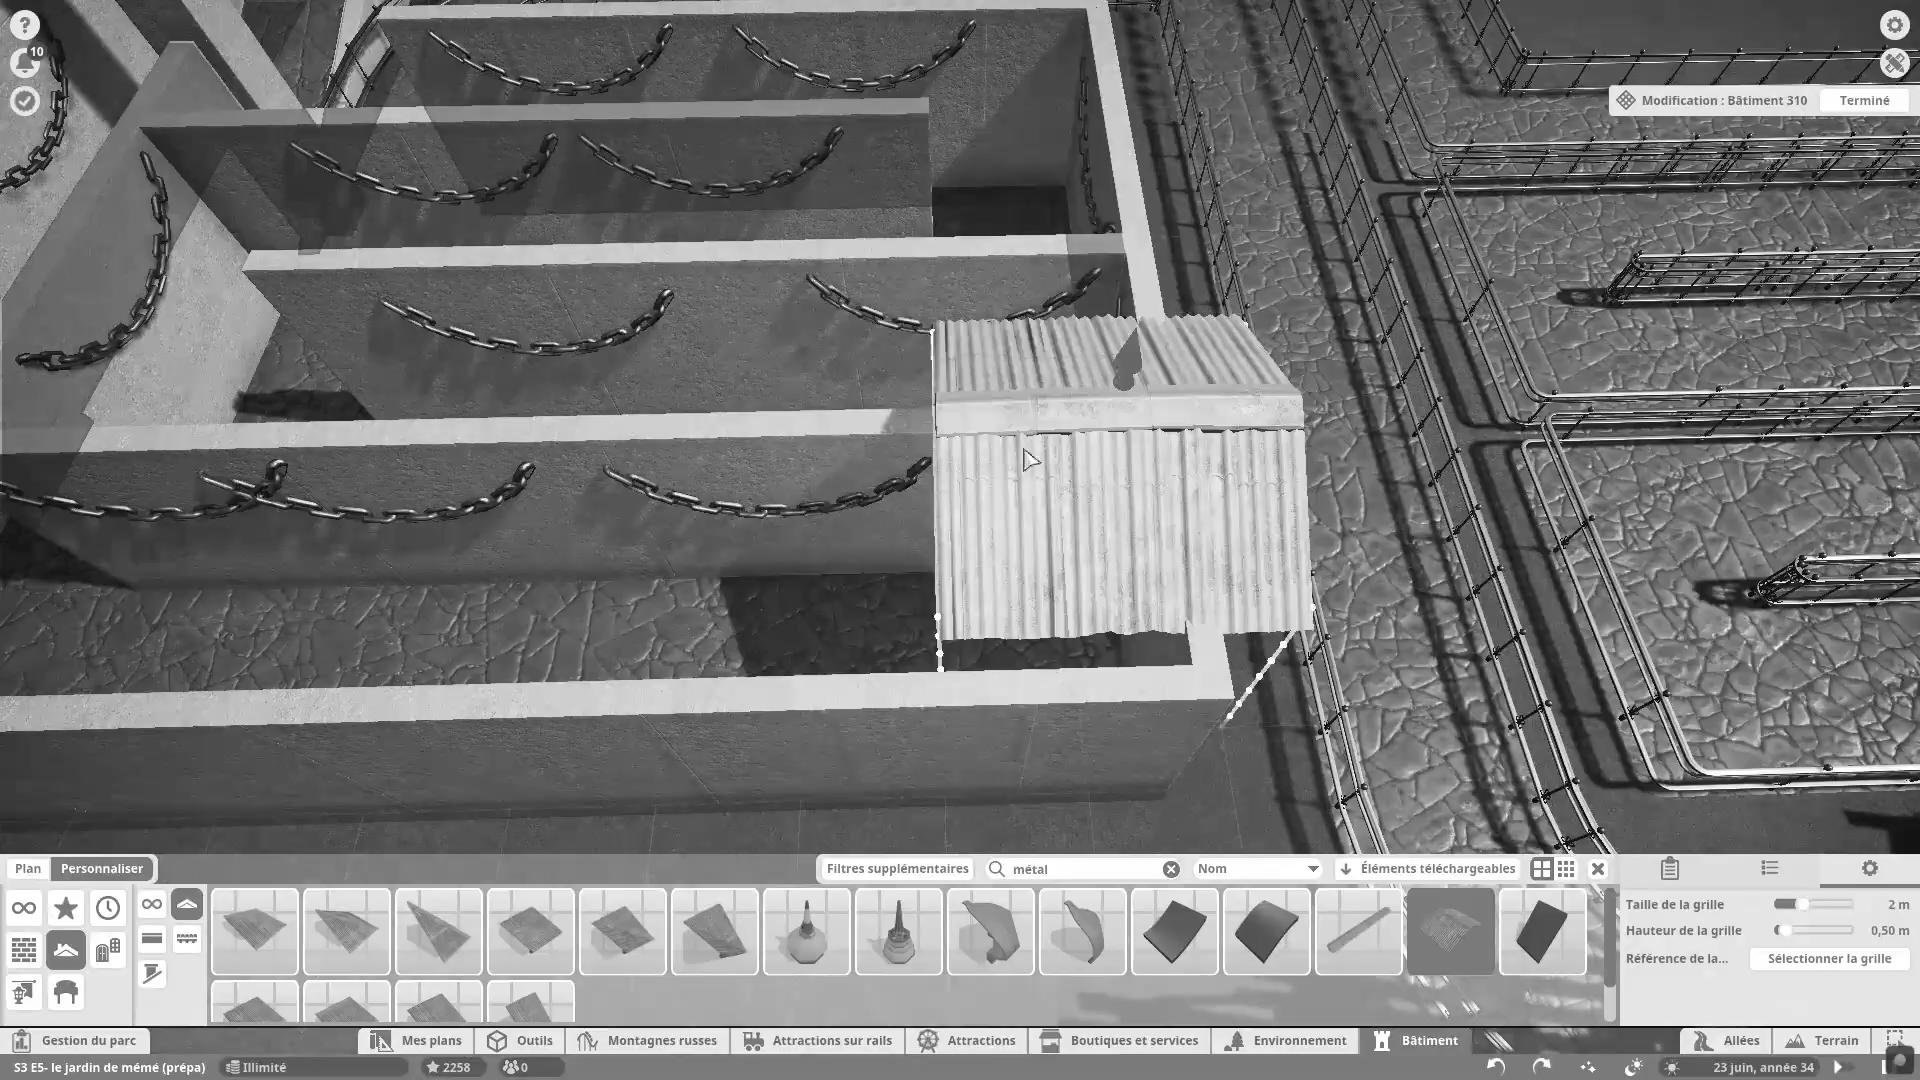 ?
10
Modification : Bâtiment 310
Terminé
Plan
Personnaliser
Filtres supplémentaires
métal
Nom
Éléments téléchargeables
Taille de la grille
2 m
Hauteur de la grille
0,50 m
Référence de la...
Sélectionner la grille
Gestion du parc
Mes plans
Outils
Montagnes russes
Attractions sur rails
Attractions
Boutiques et services
Environnement
Bâtiment
Allées
Terrain
S3 E5- le jardin de mémé (prépa)
Illimité
2258
0
23 juin, année 34